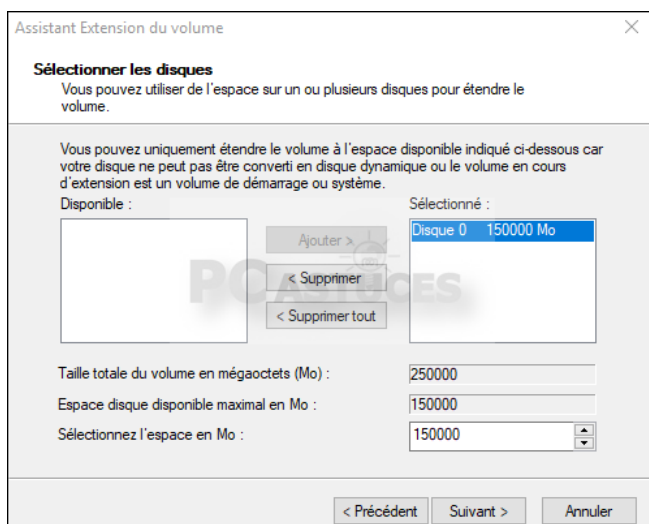 Assistant Extension du volume
Sélectionner les disques
Vous pouvez utiliser de l'espace sur un ou plusieurs disques pour étendre le
volume.
Vous pouvez uniquement étendre le volume à l'espace disponible indiqué ci-dessous car
votre disque ne peut pas être converti en disque dynamique ou le volume en cours
d'extension est un volume de démarrage ou système.
Disponible :
Sélectionné :
Disque 0 150000 Mo
Ajouter >
< Supprimer
< Supprimer tout
PC ASTUCES
Taille totale du volume en mégaoctets (Mo) : 250000
Espace disque disponible maximal en Mo : 150000
Sélectionnez l'espace en Mo : 150000
< Précédent Suivant > Annuler